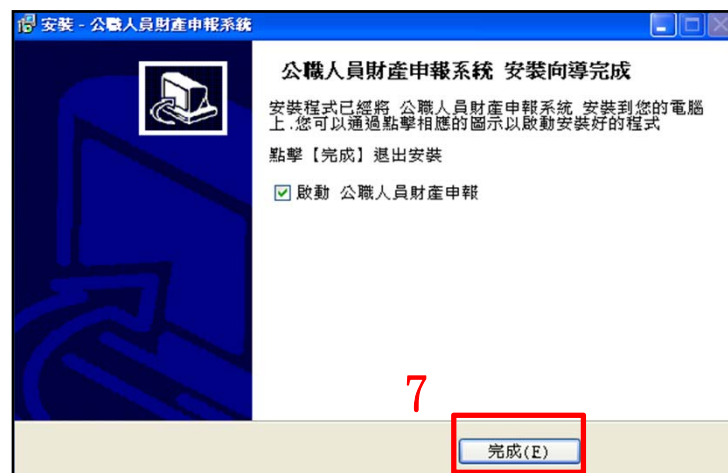 安裝 - 公職人員財產申報系統
公職人員財產申報系統 安裝向導完成
安裝程式已經將 公職人員財產申報系統 安裝到您的電腦
上.您可以通過點擊相應的圖示以啟動安裝好的程式
點擊【完成】退出安裝
啟動 公職人員財產申報
7
完成(E)